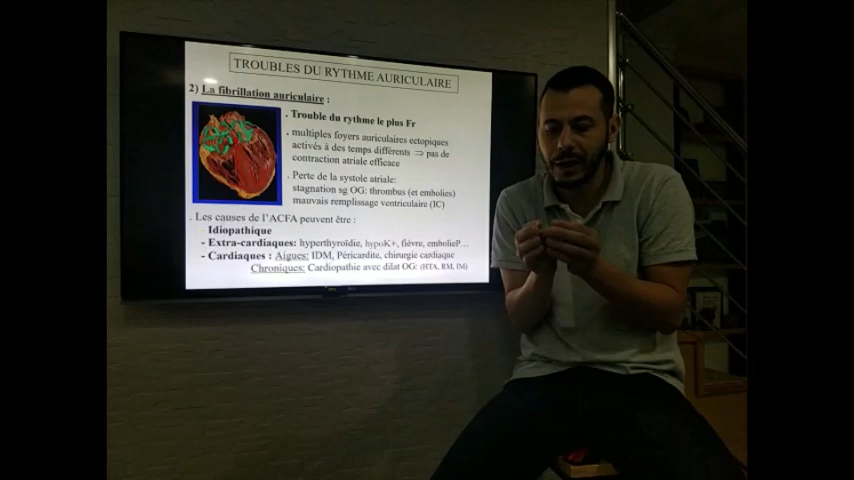 TROUBLES DU RYTHME AURICULAIRE
2) La fibrillation auriculaire :
. Trouble du rythme le plus Fr
. multiples foyers auriculaires ectopiques
activés à des temps différents ⇒ pas de
contraction atriale efficace
. Perte de la systole atriale:
stagnation sg OG: thrombus (et embolies)
mauvais remplissage ventriculaire (IC)
. Les causes de l'ACFA peuvent être :
- Idiopathique
- Extra-cardiaques: hyperthyroïdie, hypoK+, fièvre, embolieP…
- Cardiaques : Aigues: IDM, Péricardite, chirurgie cardiaque
Chroniques: Cardiopathie avec dilat OG: (HTA, RM, IM)